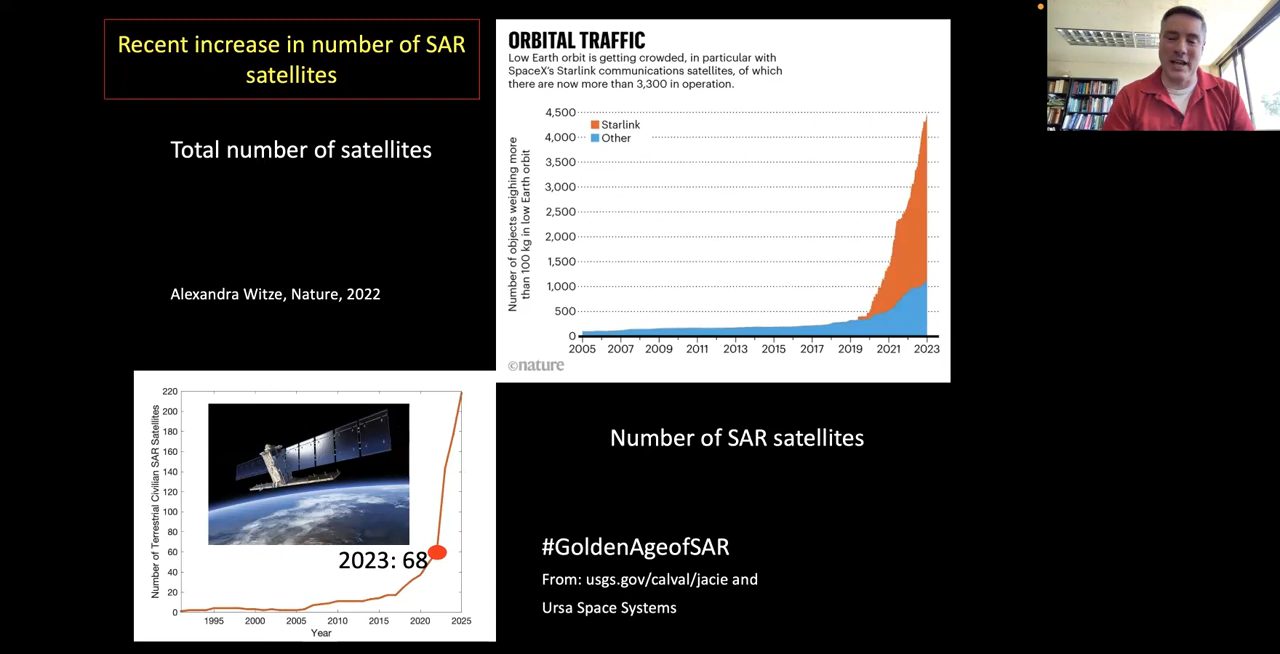 Recent increase in number of SAR
satellites
Total number of satellites
Alexandra Witze, Nature, 2022
ORBITAL TRAFFIC
Low Earth orbit is getting crowded, in particular with
SpaceX's Starlink communications satellites, of which
there are now more than 3,300 in operation.
Number of objects weighing more
than 100 kg in low Earth orbit
4,500
4,000
3,500
3,000
2,500
2,000
1,500
1,000
500
0
Starlink
Other
2005 2007 2009 2011 2013 2015 2017 2019 2021 2023
©nature
Number of Terrestrial Civilian SAR Satellites
220
200
180
160
140
120
100
80
60
40
20
0
2023: 68
1995 2000 2005 2010 2015 2020 2025
Year
Number of SAR satellites
#GoldenAgeofSAR
From: usgs.gov/calval/jacie and
Ursa Space Systems